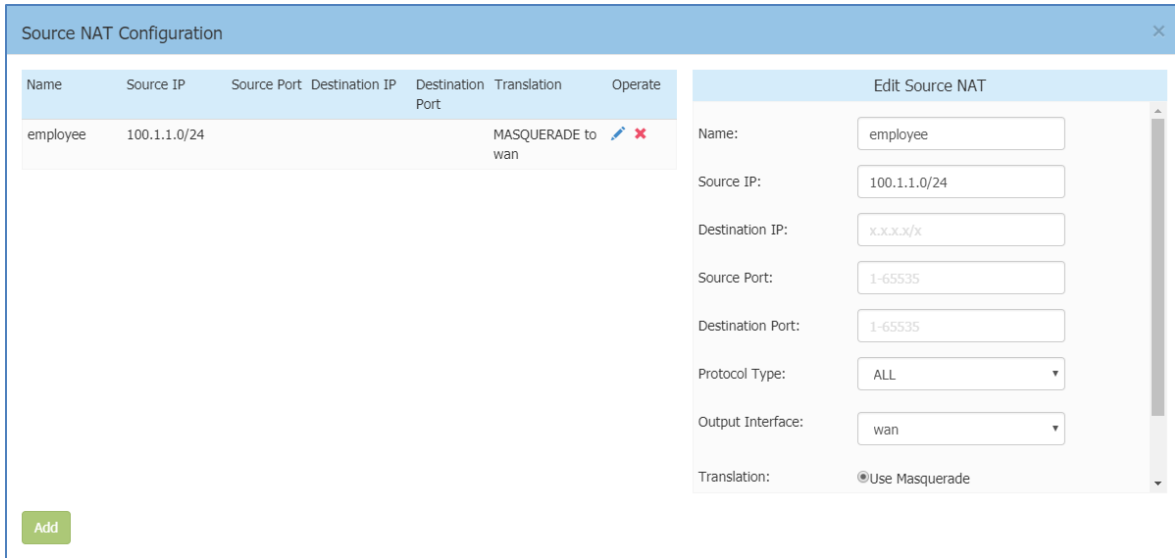 Source NAT Configuration
Name Source IP Source Port Destination IP Destination Port Translation Operate
employee 100.1.1.0/24 MASQUERADE to wan
Add
Edit Source NAT
Name: employee
Source IP: 100.1.1.0/24
Destination IP: x.x.x.x/x
Source Port: 1-65535
Destination Port: 1-65535
Protocol Type: ALL
Output Interface: wan
Translation: Use Masquerade